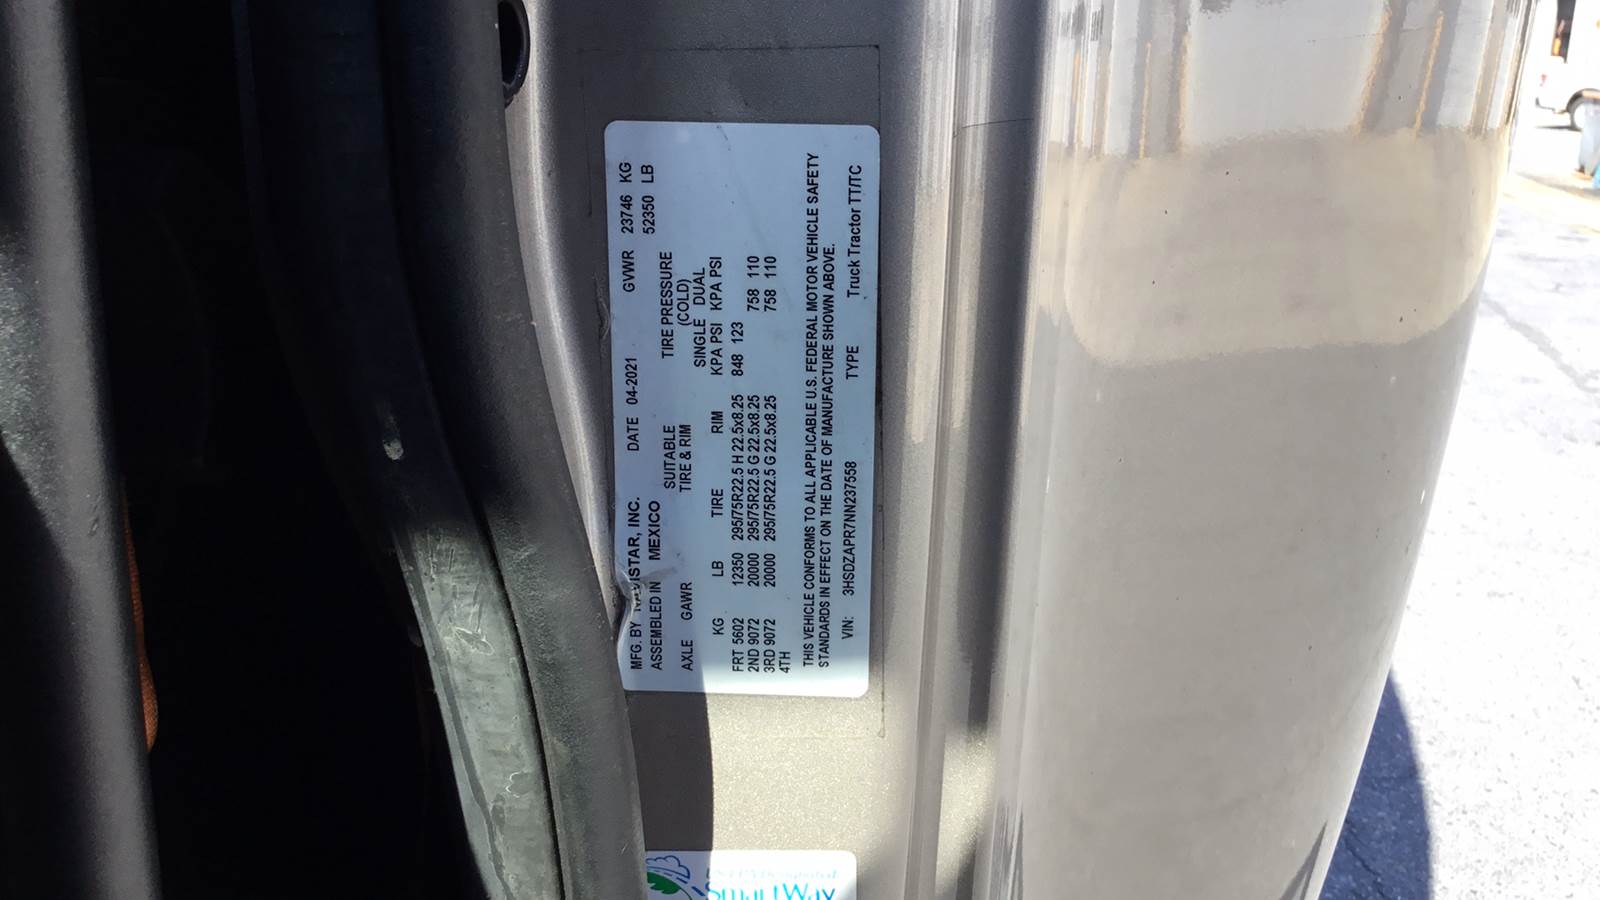 MFG. BY NAVISTAR, INC. DATE 04-2021 GVWR 23746 KG
ASSEMBLED IN MEXICO 52350 LB
SUITABLE TIRE PRESSURE
AXLE GAWR TIRE & RIM (COLD)
SINGLE DUAL
KG LB TIRE RIM KPA PSI KPA PSI
FRT 5602 12350 295/75R22.5 H 22.5x8.25 848 123
2ND 9072 20000 295/75R22.5 G 22.5x8.25 758 110
3RD 9072 20000 295/75R22.5 G 22.5x8.25 758 110
4TH
THIS VEHICLE CONFORMS TO ALL APPLICABLE U.S. FEDERAL MOTOR VEHICLE SAFETY
STANDARDS IN EFFECT ON THE DATE OF MANUFACTURE SHOWN ABOVE.
VIN: 3HSDZAPR7NN237558 TYPE Truck Tractor TT/TC
SmartWay